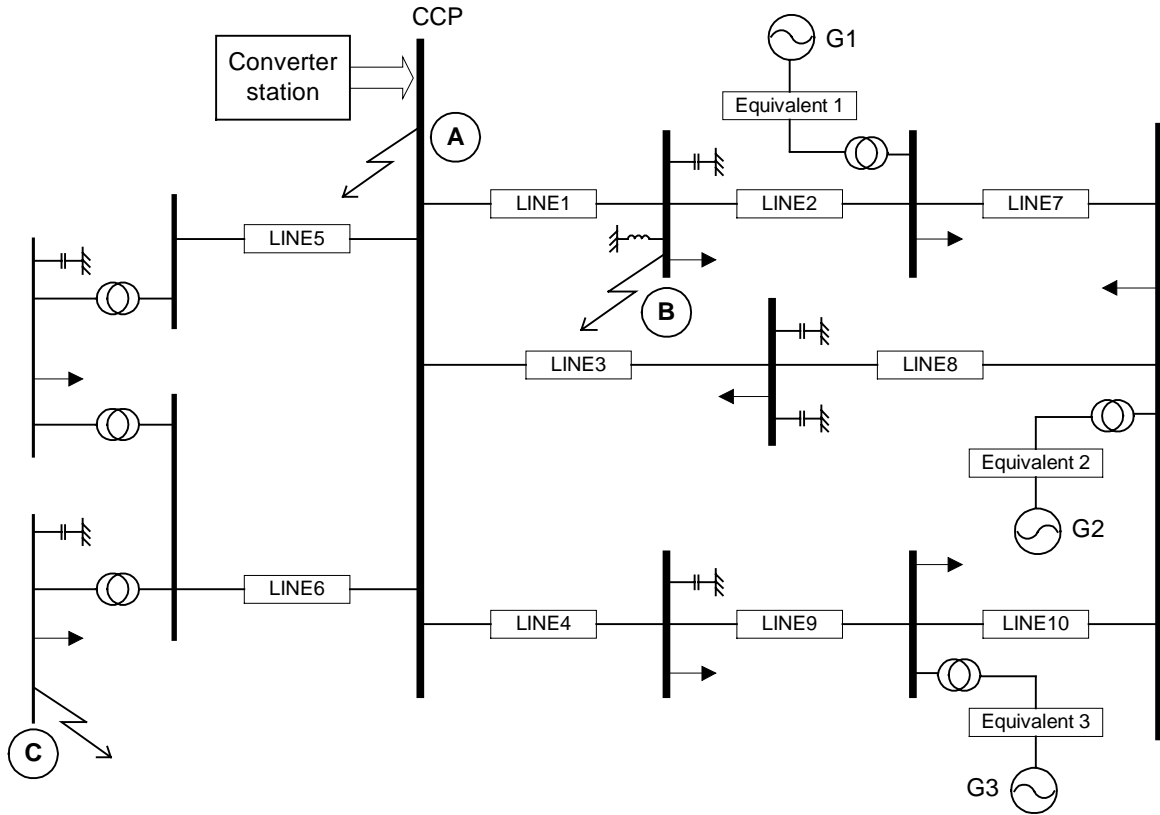 CCP
G1
Converter
station
Equivalent 1
A
LINE1
LINE2
LINE7
LINE5
B
LINE3
LINE8
Equivalent 2
G2
LINE6
LINE4
LINE9
LINE10
Equivalent 3
C
G3